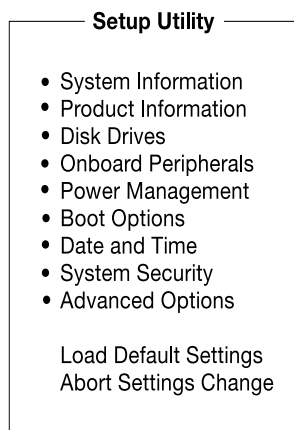 Setup Utility
• System Information
• Product Information
• Disk Drives
• Onboard Peripherals
• Power Management
• Boot Options
• Date and Time
• System Security
• Advanced Options
Load Default Settings
Abort Settings Change